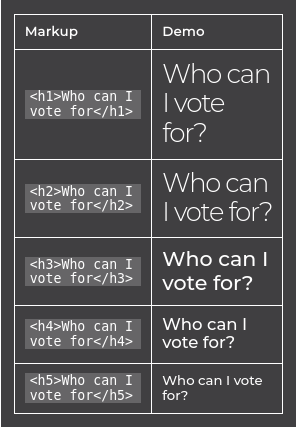 Markup Demo
<h1>Who can I
vote for</h1>
Who can
I vote
for?
<h2>Who can I
vote for</h2>
Who can
I vote for?
<h3>Who can I
vote for</h3>
Who can I
vote for?
<h4>Who can I
vote for</h4>
Who can I
vote for?
<h5>Who can I
vote for</h5>
Who can I vote
for?